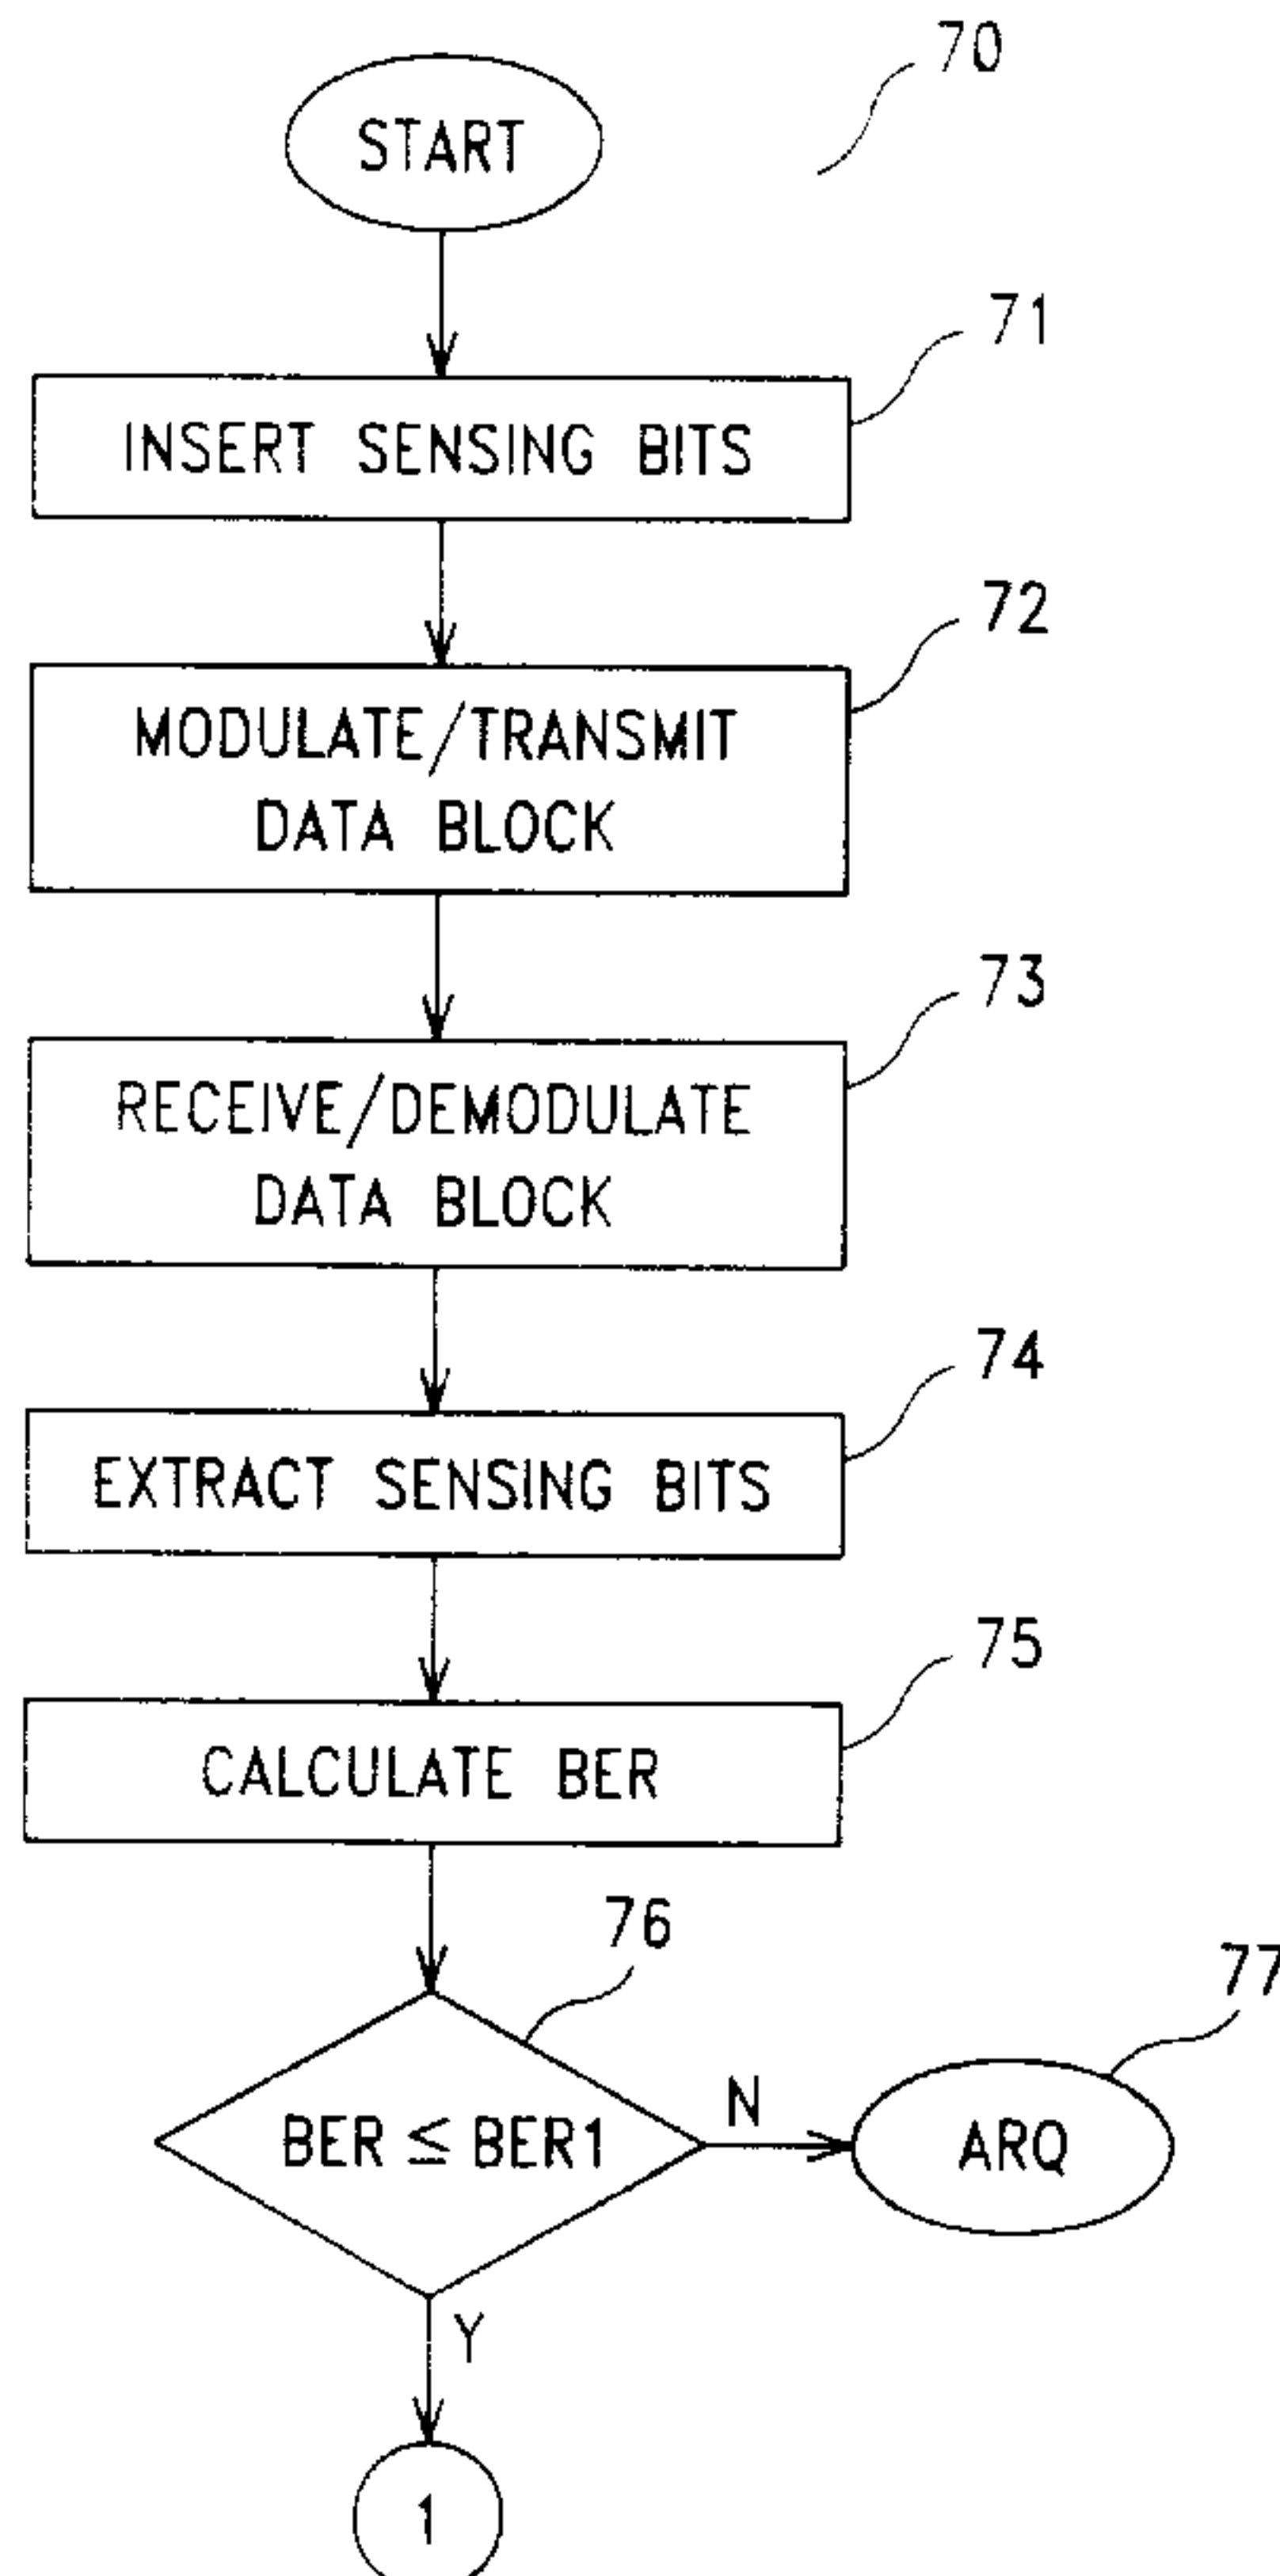 70
START
71
INSERT SENSING BITS
72
MODULATE/TRANSMIT
DATA BLOCK
73
RECEIVE/DEMODULATE
DATA BLOCK
74
EXTRACT SENSING BITS
75
CALCULATE BER
76
77
BER ≤ BER1
N
ARQ
Y
1